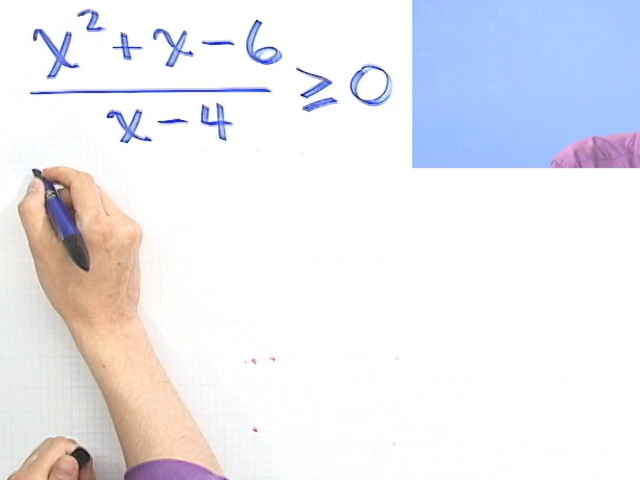 x² + x - 6
x - 4
≥ 0